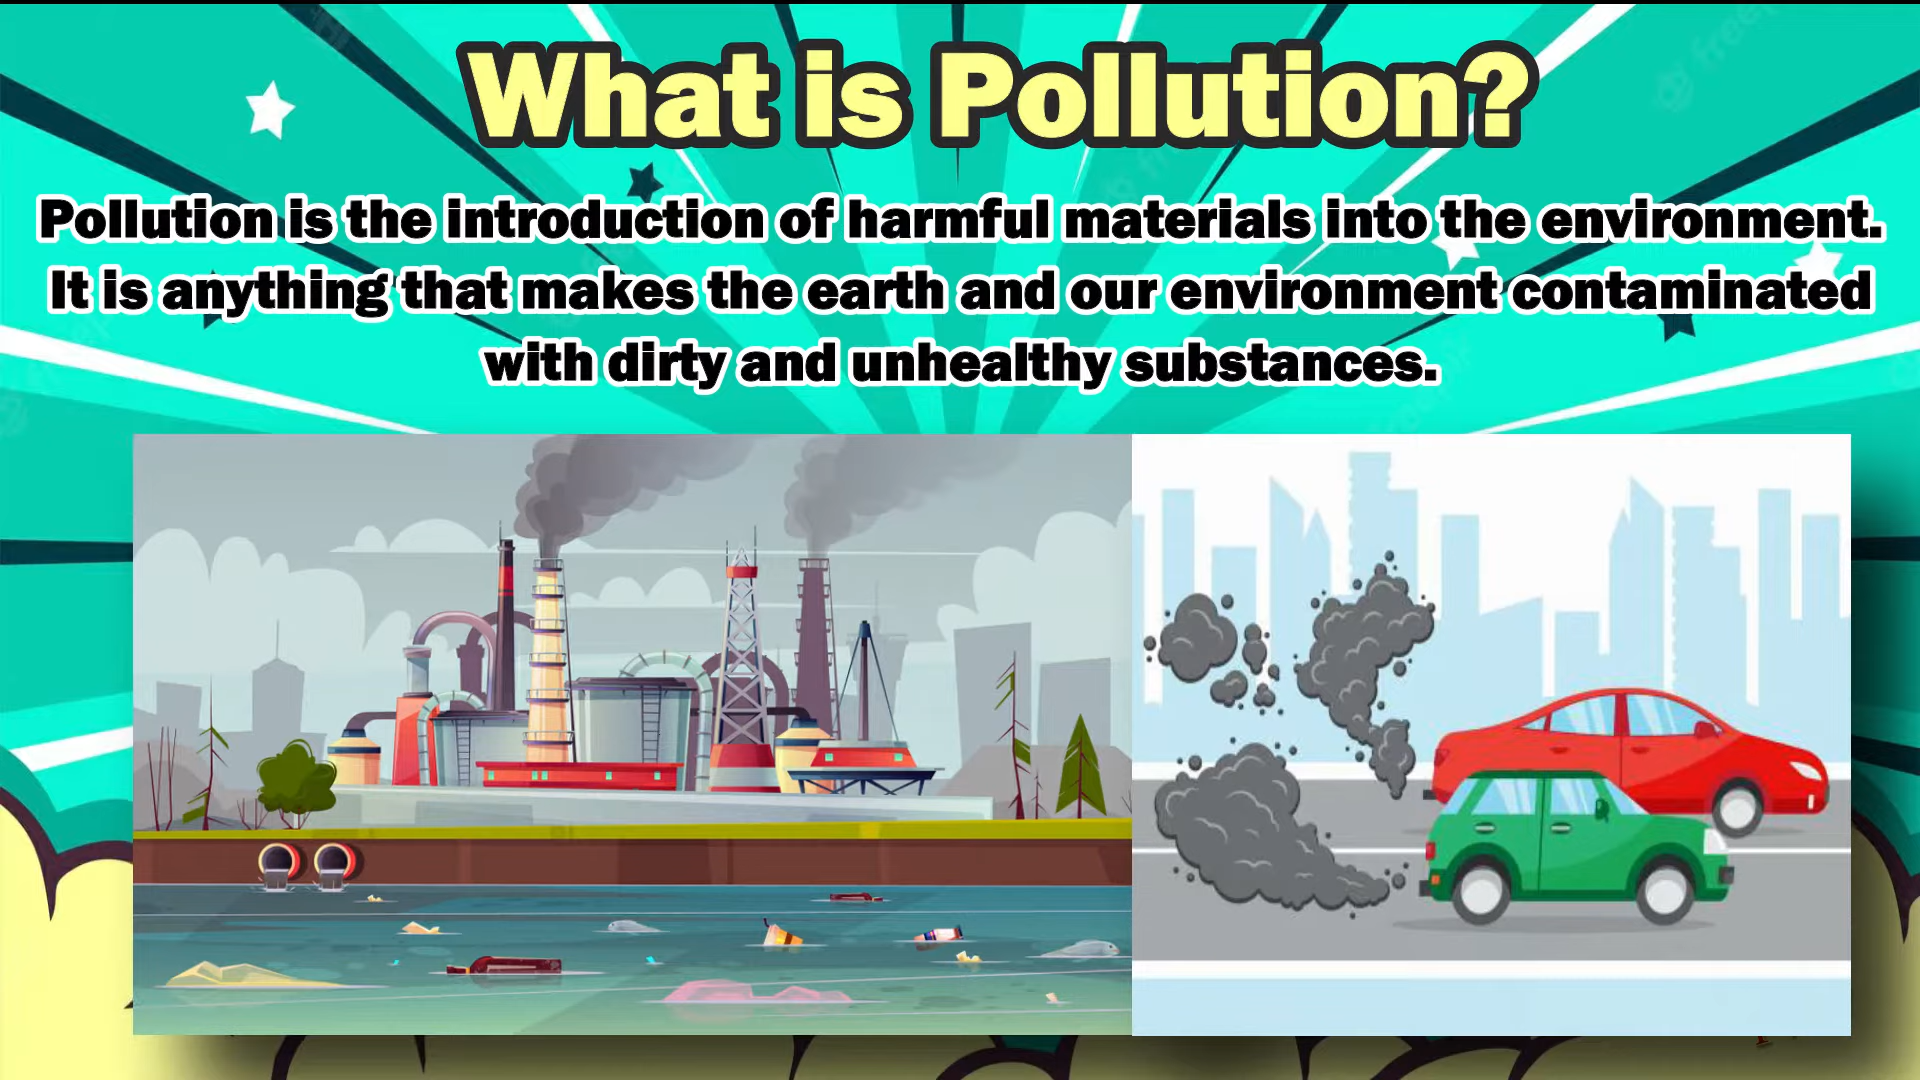 What is Pollution?
Pollution is the introduction of harmful materials into the environment.
It is anything that makes the earth and our environment contaminated
with dirty and unhealthy substances.